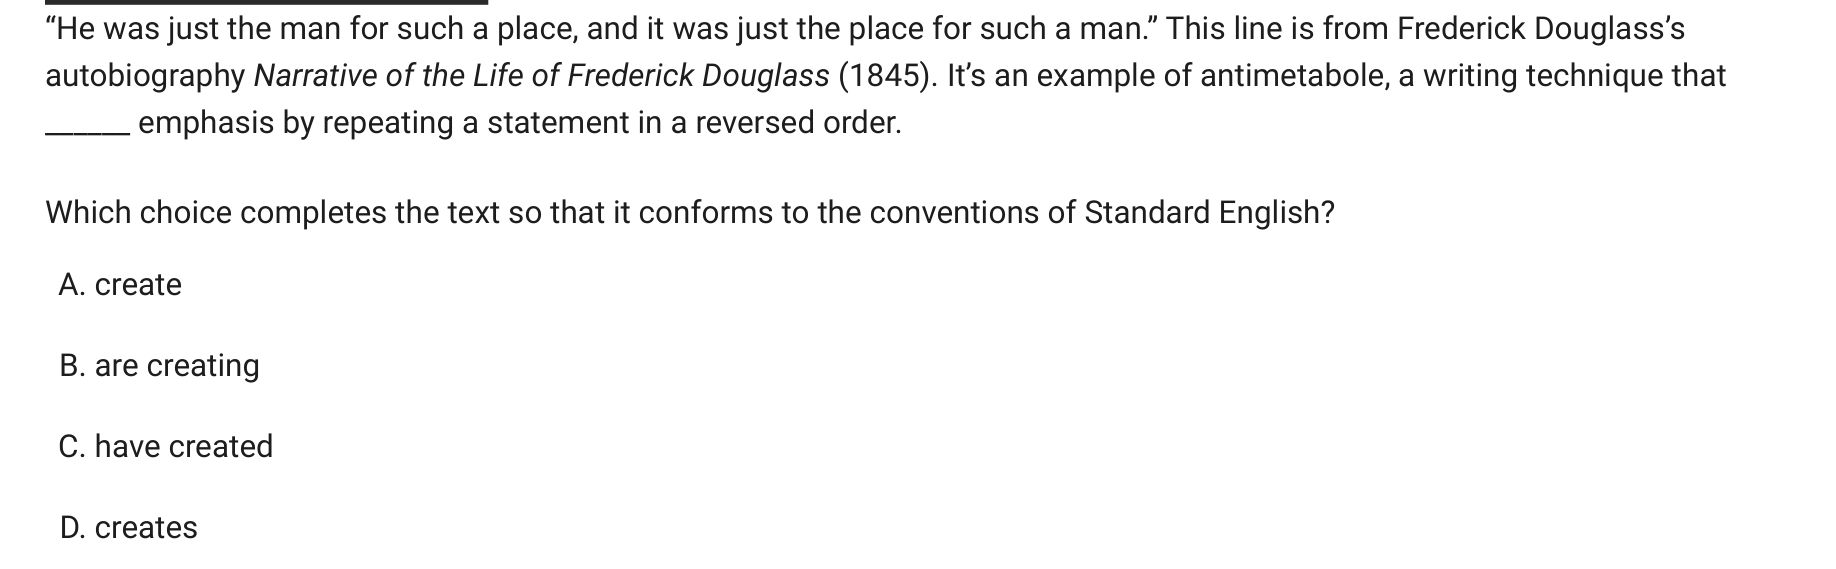 “He was just the man for such a place, and it was just the place for such a man.” This line is from Frederick Douglass’s
autobiography Narrative of the Life of Frederick Douglass (1845). It’s an example of antimetabole, a writing technique that
______ emphasis by repeating a statement in a reversed order.
Which choice completes the text so that it conforms to the conventions of Standard English?
A. create
B. are creating
C. have created
D. creates